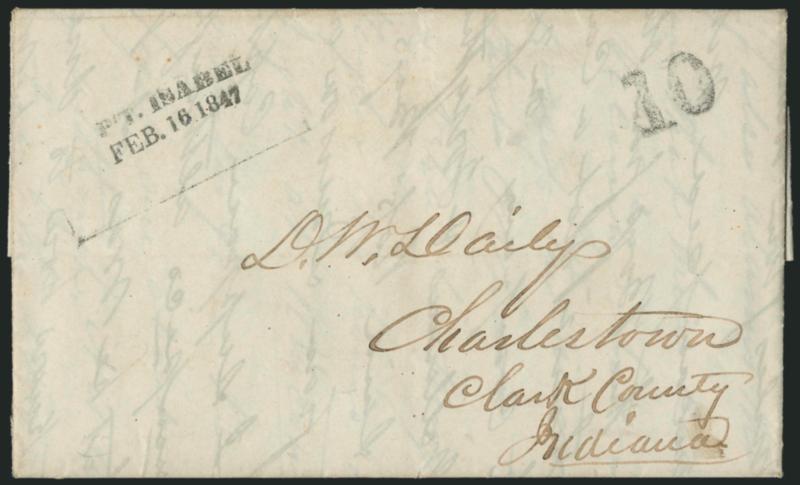 PT. ISABEL
FEB. 16 1847
10
D. W. Daily
Charlestown
Clark County
Indiana